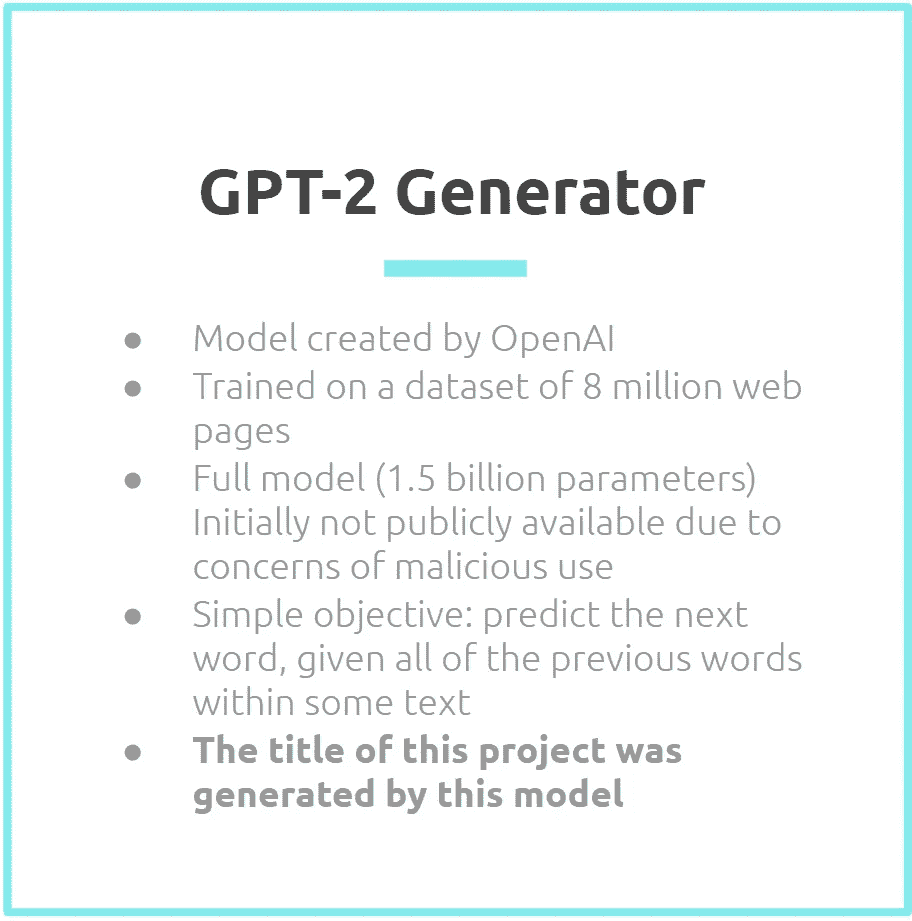 GPT-2 Generator
● Model created by OpenAI
● Trained on a dataset of 8 million web
pages
● Full model (1.5 billion parameters)
Initially not publicly available due to
concerns of malicious use
● Simple objective: predict the next
word, given all of the previous words
within some text
● The title of this project was
generated by this model